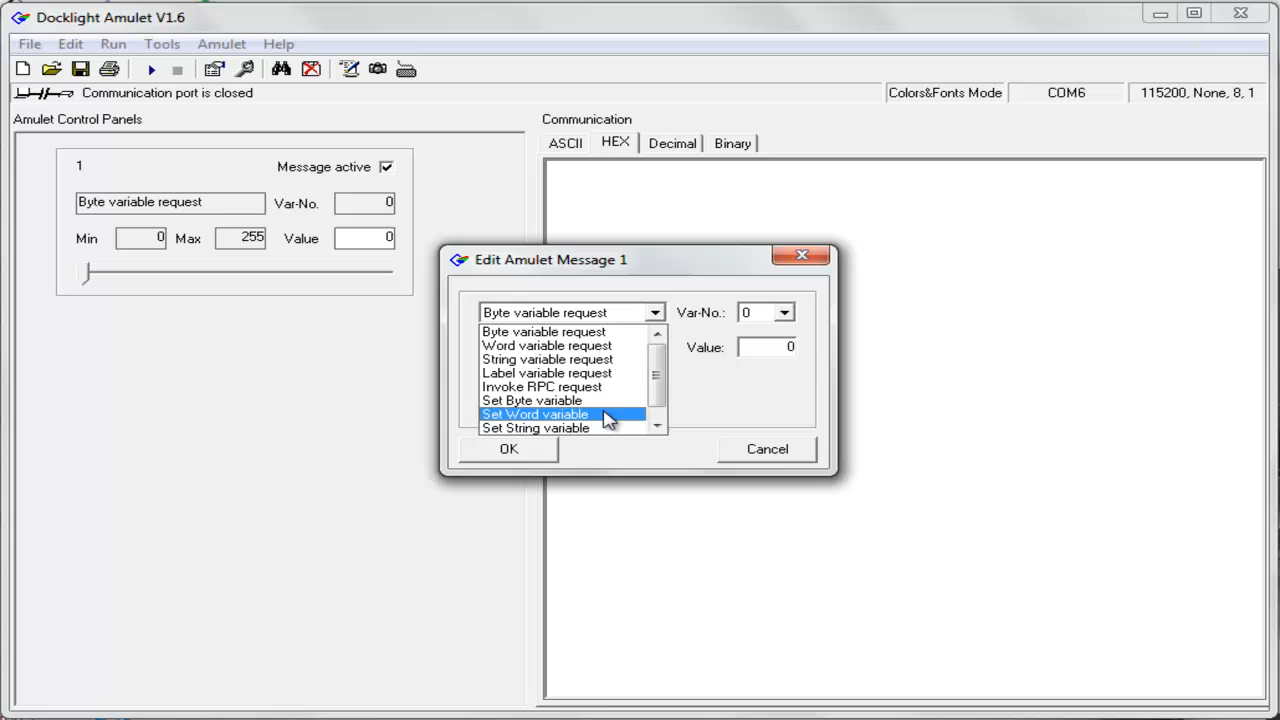 Docklight Amulet V1.6
File Edit Run Tools Amulet Help
Communication port is closed
Colors&Fonts Mode COM6 115200, None, 8, 1
Amulet Control Panels
1 Message active
Byte variable request Var-No. 0
Min 0 Max 255 Value 0
Communication
ASCII HEX Decimal Binary
Edit Amulet Message 1
Byte variable request Var-No.: 0
Value: 0
Byte variable request
Word variable request
String variable request
Label variable request
Invoke RPC request
Set Byte variable
Set Word variable
Set String variable
OK Cancel